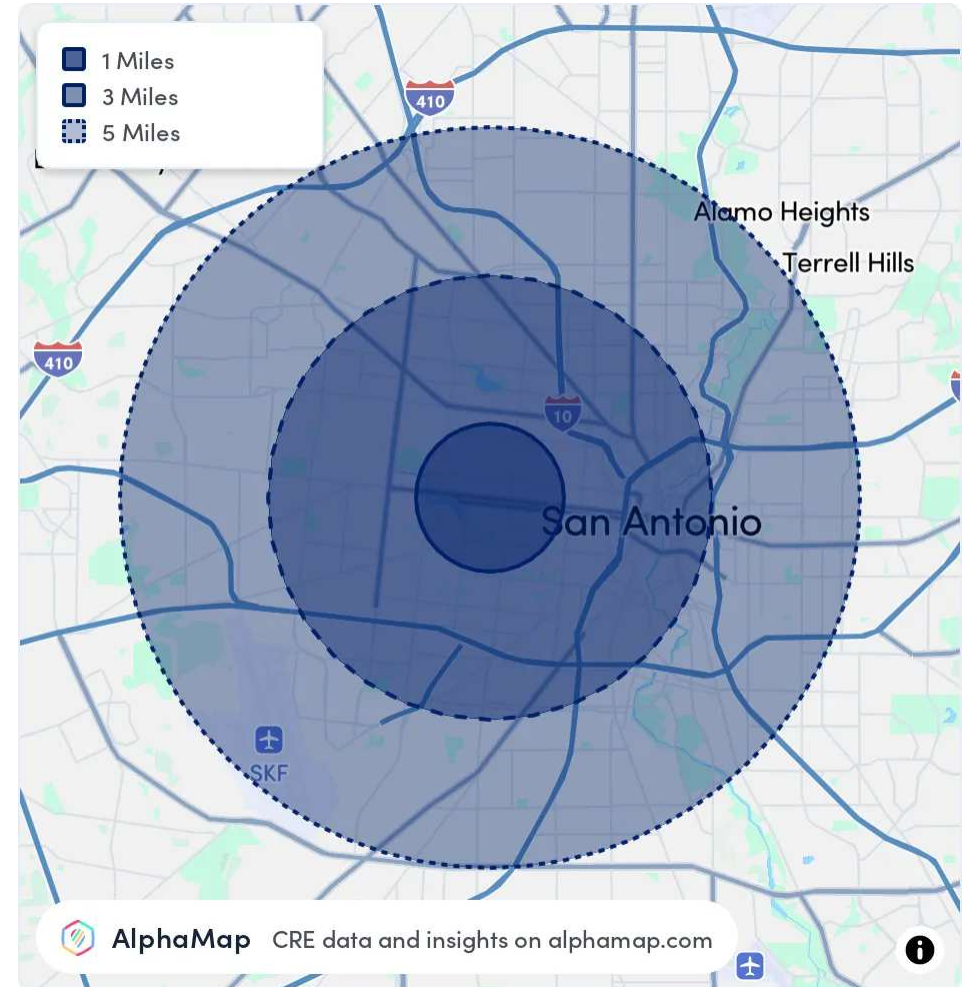 1 Miles
3 Miles
5 Miles
410
Alamo Heights
Terrell Hills
410
10
San Antonio
SKF
AlphaMap CRE data and insights on alphamap.com